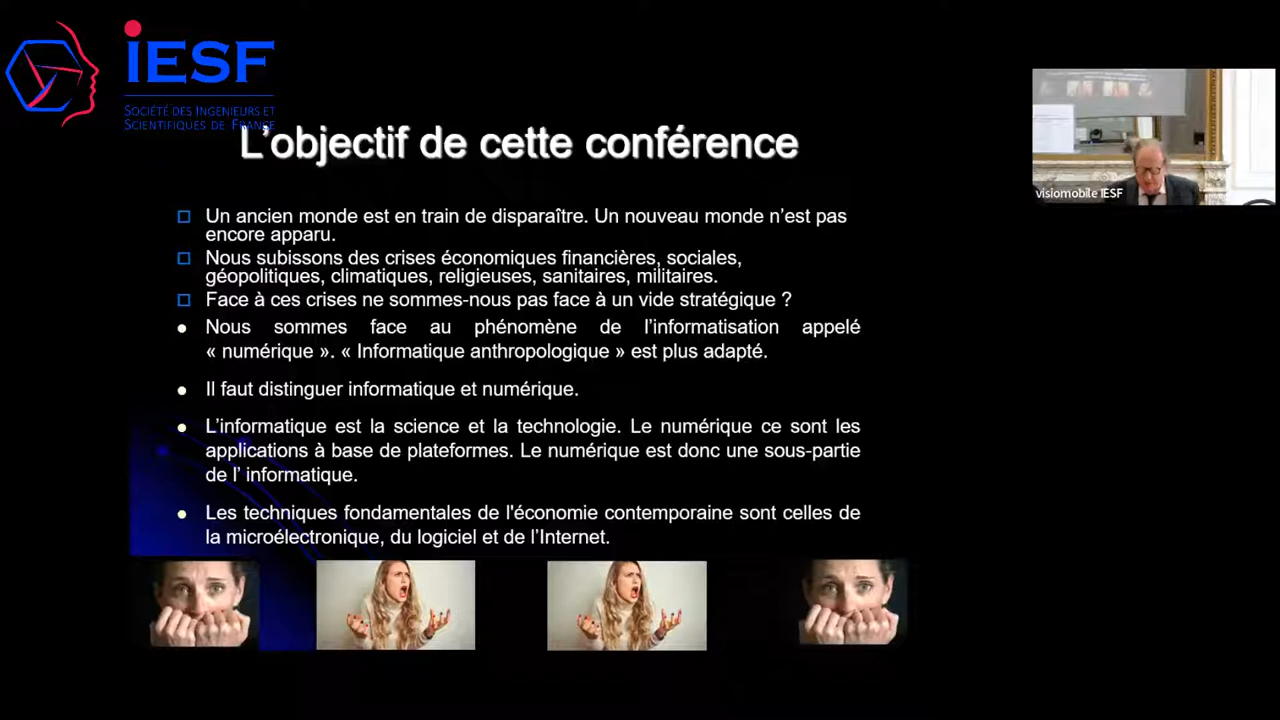 iESF
SOCIÉTÉ DES INGENIEURS ET
SCIENTIFIQUES DE FRANCE
L'objectif de cette conférence
Un ancien monde est en train de disparaître. Un nouveau monde n'est pas
encore apparu.
Nous subissons des crises économiques financières, sociales,
géopolitiques, climatiques, religieuses, sanitaires, militaires.
Face à ces crises ne sommes-nous pas face à un vide stratégique ?
Nous sommes face au phénomène de l'informatisation appelé
« numérique ». « Informatique anthropologique » est plus adapté.
Il faut distinguer informatique et numérique.
L'informatique est la science et la technologie. Le numérique ce sont les
applications à base de plateformes. Le numérique est donc une sous-partie
de l' informatique.
Les techniques fondamentales de l'économie contemporaine sont celles de
la microélectronique, du logiciel et de l'Internet.
visiomobile IESF